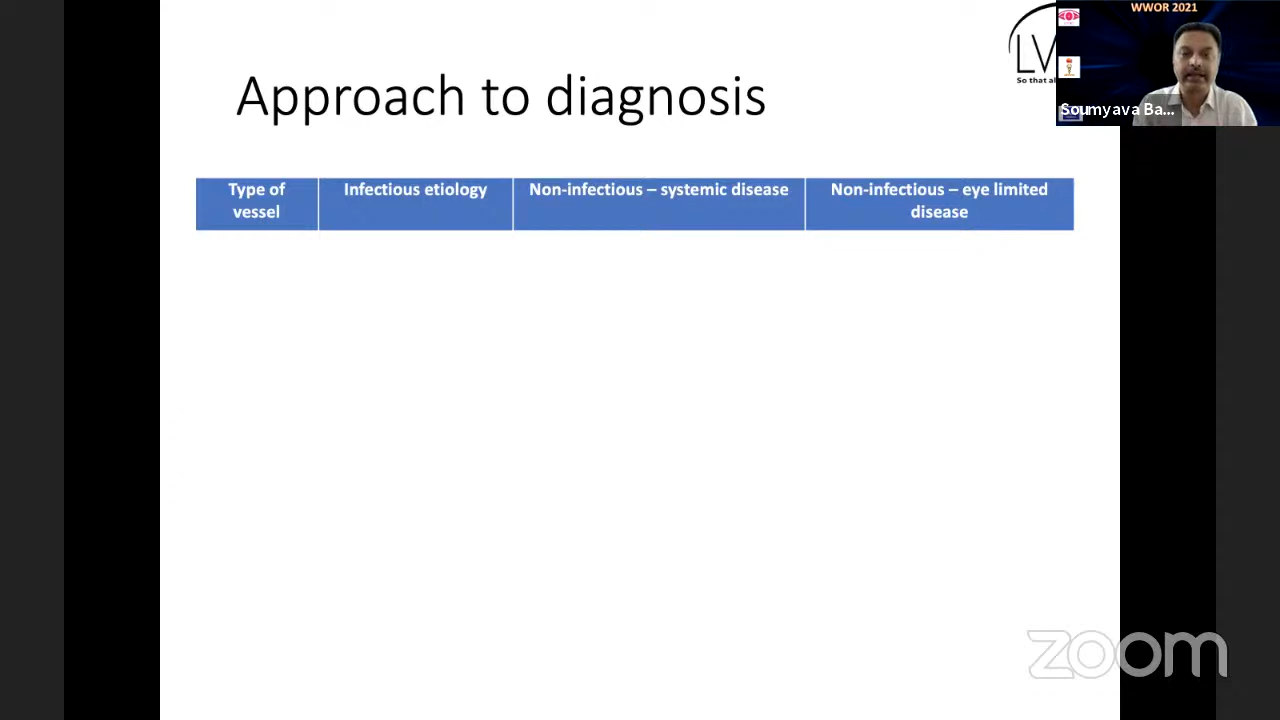 WWOR 2021
LV
So that al
Soumyava Ba...
Approach to diagnosis
Type of vessel
Infectious etiology
Non-infectious – systemic disease
Non-infectious – eye limited disease
zoom